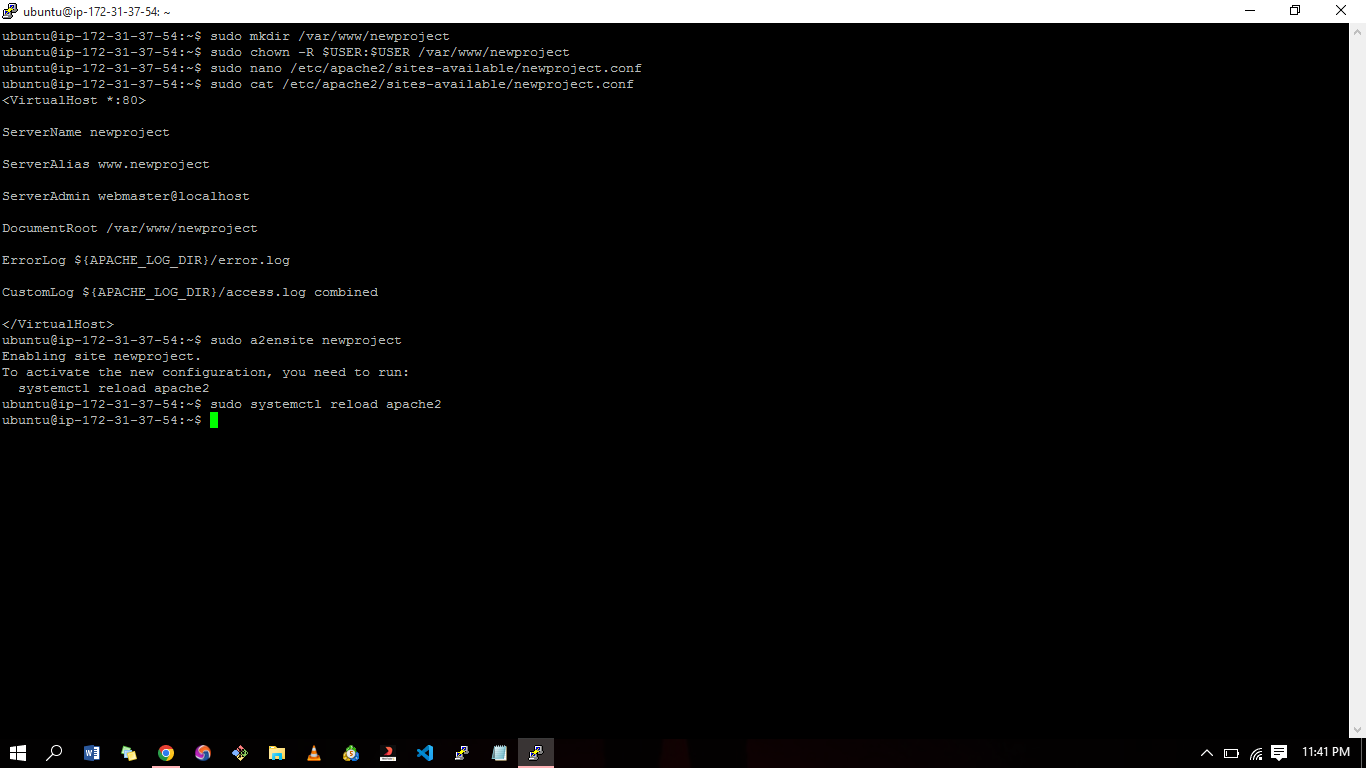 ubuntu@ip-172-31-37-54: ~
ubuntu@ip-172-31-37-54:~$ sudo mkdir /var/www/newproject
ubuntu@ip-172-31-37-54:~$ sudo chown -R $USER:$USER /var/www/newproject
ubuntu@ip-172-31-37-54:~$ sudo nano /etc/apache2/sites-available/newproject.conf
ubuntu@ip-172-31-37-54:~$ sudo cat /etc/apache2/sites-available/newproject.conf
<VirtualHost *:80>
ServerName newproject
ServerAlias www.newproject
ServerAdmin webmaster@localhost
DocumentRoot /var/www/newproject
ErrorLog ${APACHE_LOG_DIR}/error.log
CustomLog ${APACHE_LOG_DIR}/access.log combined
</VirtualHost>
ubuntu@ip-172-31-37-54:~$ sudo a2ensite newproject
Enabling site newproject.
To activate the new configuration, you need to run:
  systemctl reload apache2
ubuntu@ip-172-31-37-54:~$ sudo systemctl reload apache2
ubuntu@ip-172-31-37-54:~$
11:41 PM